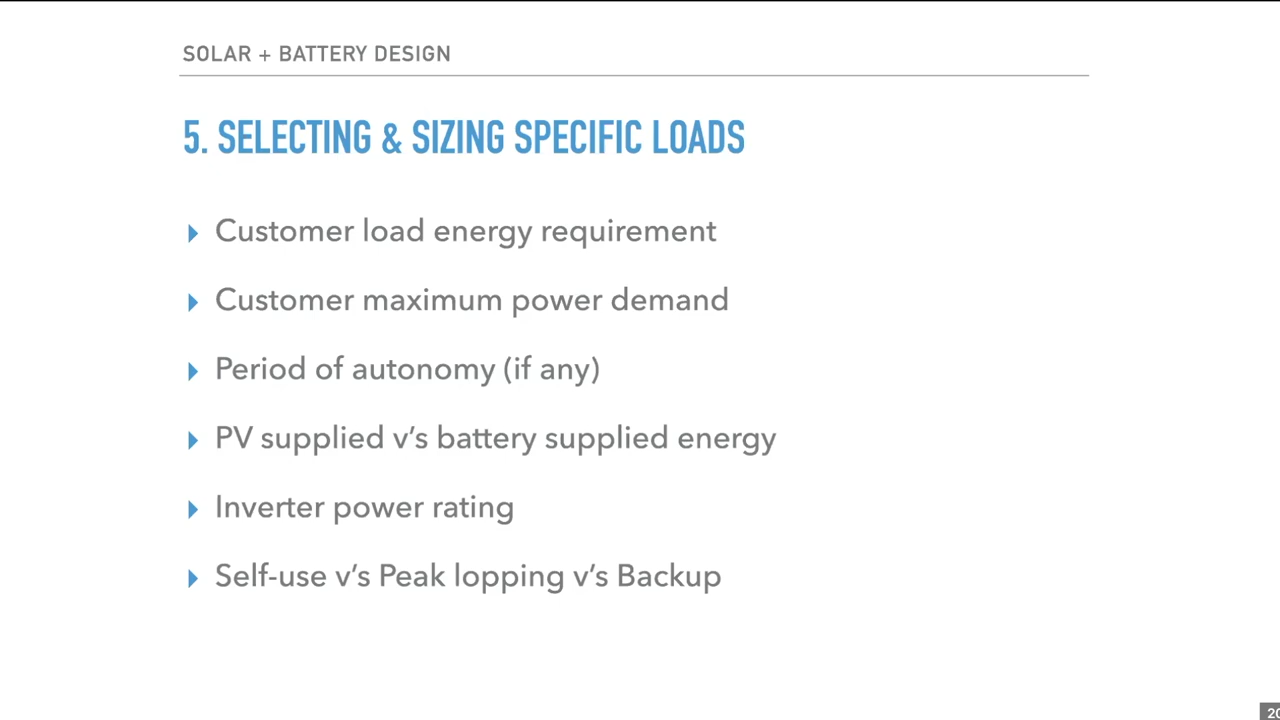 SOLAR + BATTERY DESIGN
5. SELECTING & SIZING SPECIFIC LOADS
Customer load energy requirement
Customer maximum power demand
Period of autonomy (if any)
PV supplied v’s battery supplied energy
Inverter power rating
Self-use v’s Peak lopping v’s Backup